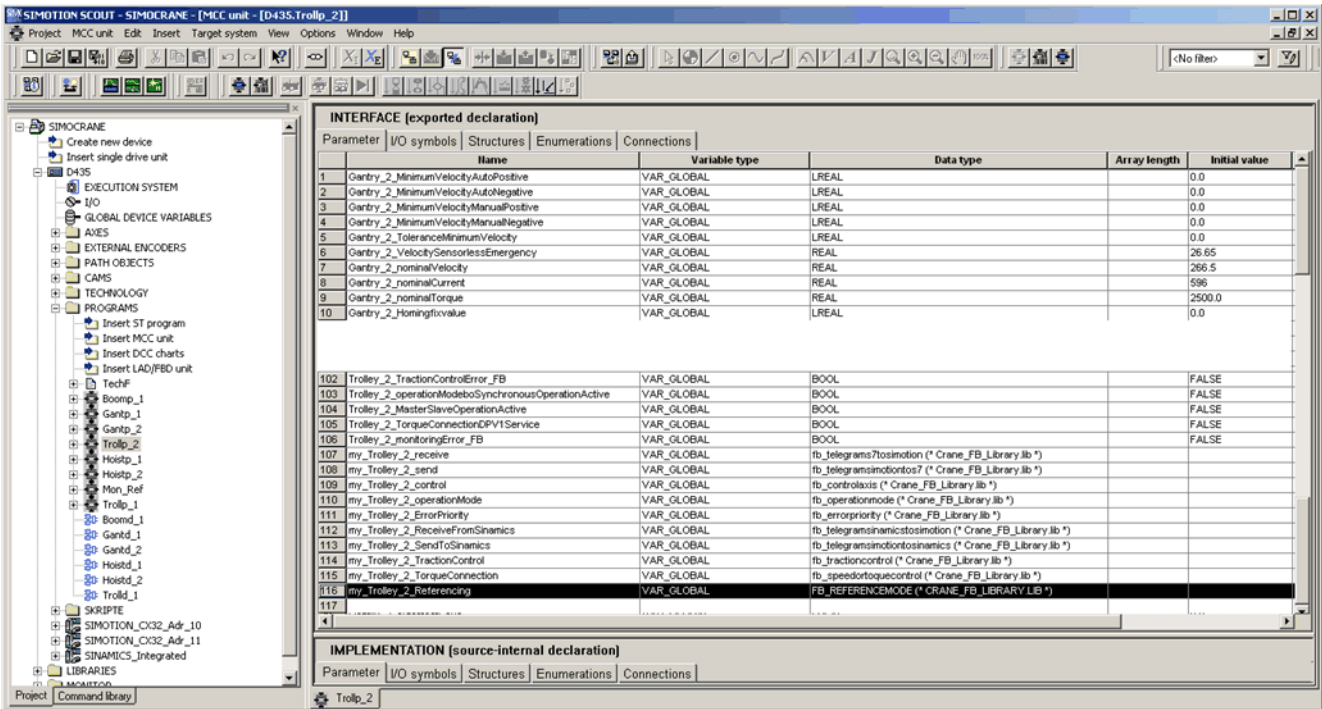 SIMOTION SCOUT - SIMOCRANE - [MCC unit - [D435.Trollp_2]]
Project MCC unit Edit Insert Target system View Options Window Help
<No filter>
SIMOCRANE
Create new device
Insert single drive unit
D435
EXECUTION SYSTEM
I/O
GLOBAL DEVICE VARIABLES
AXES
EXTERNAL ENCODERS
PATH OBJECTS
CAMS
TECHNOLOGY
PROGRAMS
Insert ST program
Insert MCC unit
Insert DCC charts
Insert LAD/FBD unit
TechF
Boomp_1
Gantp_1
Gantp_2
Trollp_2
Hoistp_1
Hoistp_2
Mon_Ref
Trollp_1
Boomd_1
Gantd_1
Gantd_2
Hoistd_1
Hoistd_2
Trolld_1
SKRIPTE
SIMOTION_CX32_Adr_10
SIMOTION_CX32_Adr_11
SINAMICS_Integrated
LIBRARIES
MONITOR
Project Command library
INTERFACE (exported declaration)
Parameter I/O symbols Structures Enumerations Connections
Name Variable type Data type Array length Initial value
1 Gantry_2_MinimumVelocityAutoPostive VAR_GLOBAL LREAL 0.0
2 Gantry_2_MinimumVelocityAutoNegative VAR_GLOBAL LREAL 0.0
3 Gantry_2_MinimumVelocityManualPositive VAR_GLOBAL LREAL 0.0
4 Gantry_2_MinimumVelocityManualNegative VAR_GLOBAL LREAL 0.0
5 Gantry_2_ToleranceMinimumVelocity VAR_GLOBAL LREAL 0.0
6 Gantry_2_VelocitySensorlessEmergency VAR_GLOBAL REAL 26.65
7 Gantry_2_nominalVelocity VAR_GLOBAL REAL 266.5
8 Gantry_2_nominalCurrent VAR_GLOBAL REAL 596
9 Gantry_2_nominalTorque VAR_GLOBAL REAL 2500.0
10 Gantry_2_Homingfixvalue VAR_GLOBAL LREAL 0.0
102 Trolley_2_TractionControlError_FB VAR_GLOBAL BOOL FALSE
103 Trolley_2_operationModeboSynchronousOperationActive VAR_GLOBAL BOOL FALSE
104 Trolley_2_MasterSlaveOperationActive VAR_GLOBAL BOOL FALSE
105 Trolley_2_TorqueConnectionDPV1Service VAR_GLOBAL BOOL FALSE
106 Trolley_2_monitoringError_FB VAR_GLOBAL BOOL FALSE
107 my_Trolley_2_receive VAR_GLOBAL fb_telegrams7tosimotion (* Crane_FB_Library.lib *)
108 my_Trolley_2_send VAR_GLOBAL fb_telegramsimotiontos7 (* Crane_FB_Library.lib *)
109 my_Trolley_2_control VAR_GLOBAL fb_controlaxis (* Crane_FB_Library.lib *)
110 my_Trolley_2_operationMode VAR_GLOBAL fb_operationmode (* Crane_FB_Library.lib *)
111 my_Trolley_2_ErrorPriority VAR_GLOBAL fb_errorpriority (* Crane_FB_Library.lib *)
112 my_Trolley_2_ReceiveFromSinamics VAR_GLOBAL fb_telegramsinamicstosimotion (* Crane_FB_Library.lib *)
113 my_Trolley_2_SendToSinamics VAR_GLOBAL fb_telegramsimotiontosinamics (* Crane_FB_Library.lib *)
114 my_Trolley_2_TractionControl VAR_GLOBAL fb_tractioncontrol (* Crane_FB_Library.lib *)
115 my_Trolley_2_TorqueConnection VAR_GLOBAL fb_speedortoquecontrol (* Crane_FB_Library.lib *)
116 my_Trolley_2_Referencing VAR_GLOBAL FB_REFERENCEMODE (* CRANE_FB_LIBRARY.LIB *)
117
IMPLEMENTATION (source-internal declaration)
Parameter I/O symbols Structures Enumerations Connections
Trollp_2